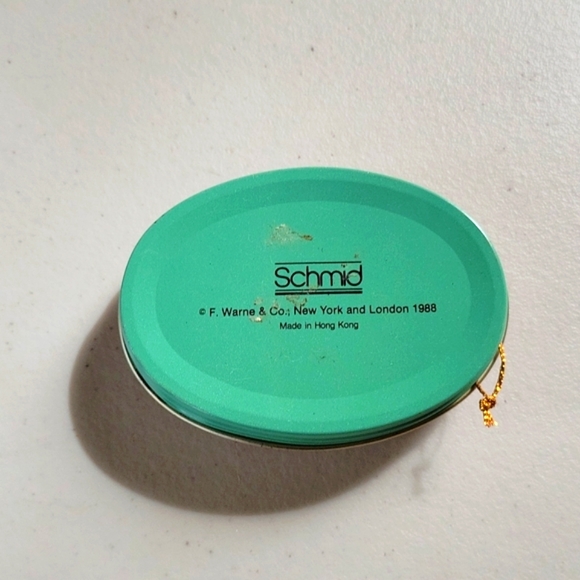 Schmid
© F. Warne & Co., New York and London 1988
Made in Hong Kong